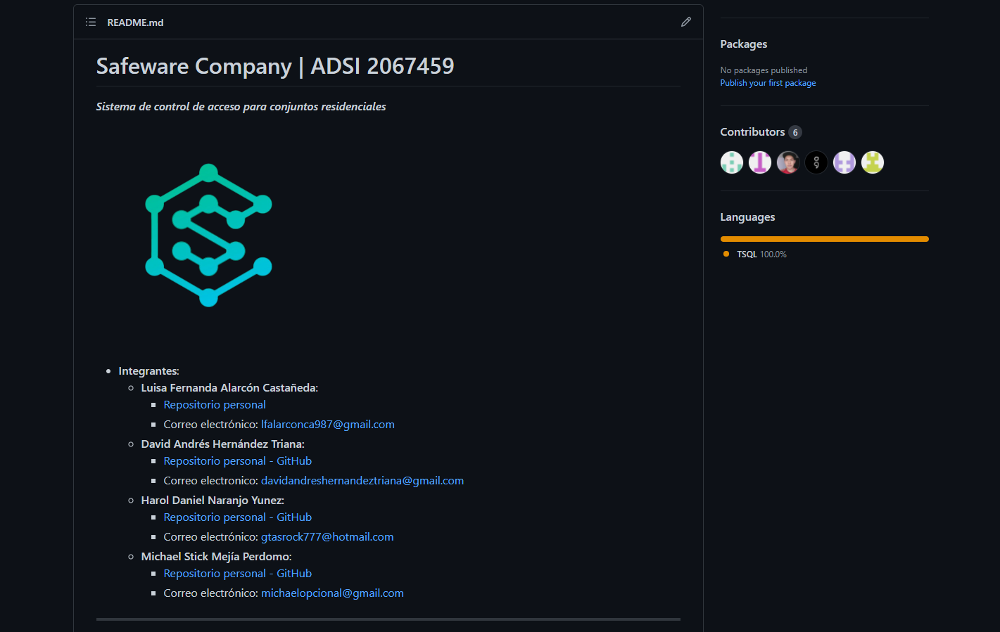 README.md
Safeware Company | ADSI 2067459
Sistema de control de acceso para conjuntos residenciales
Integrantes:
Luisa Fernanda Alarcón Castañeda:
Repositorio personal
Correo electrónico: lfalarconca987@gmail.com
David Andrés Hernández Triana:
Repositorio personal - GitHub
Correo electronico: davidandreshernandeztriana@gmail.com
Harol Daniel Naranjo Yunez:
Repositorio personal - GitHub
Correo electrónico: gtasrock777@hotmail.com
Michael Stick Mejía Perdomo:
Repositorio personal - GitHub
Correo electrónico: michaelopcional@gmail.com
Packages
No packages published
Publish your first package
Contributors 6
Languages
TSQL 100.0%